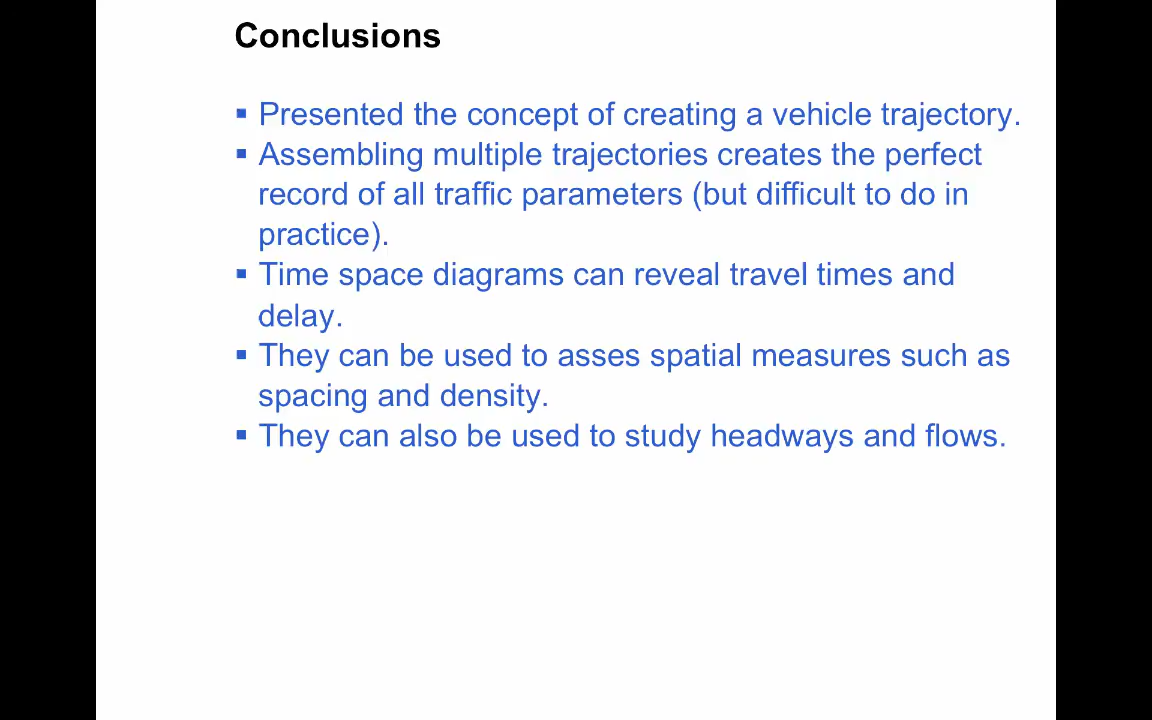 Conclusions
▪ Presented the concept of creating a vehicle trajectory.
▪ Assembling multiple trajectories creates the perfect
record of all traffic parameters (but difficult to do in
practice).
▪ Time space diagrams can reveal travel times and
delay.
▪ They can be used to asses spatial measures such as
spacing and density.
▪ They can also be used to study headways and flows.